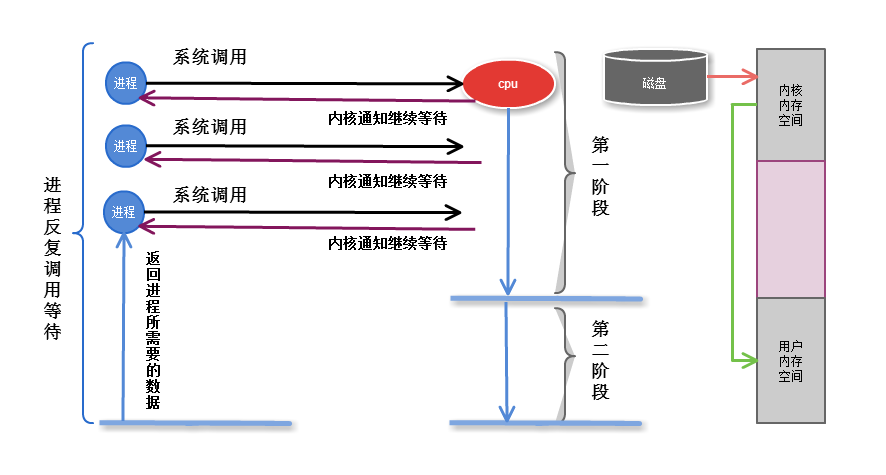 系统调用
进程
cpu
磁盘
内核
内存
空间
内核通知继续等待
系统调用
进程
内核通知继续等待
第一阶段
系统调用
进程
内核通知继续等待
进程反复调用等待
返回进程所需要的数据
第二阶段
用户
内存
空间